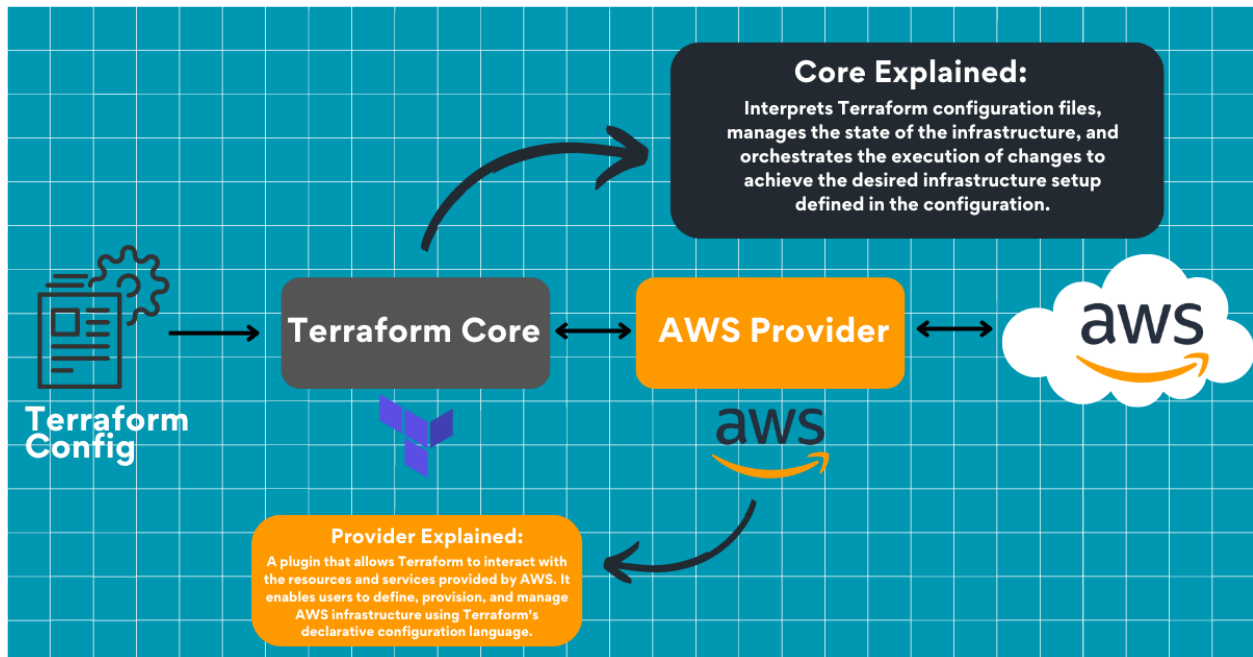 Core Explained:
Interprets Terraform configuration files,
manages the state of the infrastructure, and
orchestrates the execution of changes to
achieve the desired infrastructure setup
defined in the configuration.
Terraform
Config
Terraform Core
AWS Provider
aws
aws
Provider Explained:
A plugin that allows Terraform to interact with
the resources and services provided by AWS. It
enables users to define, provision, and manage
AWS infrastructure using Terraform's
declarative configuration language.